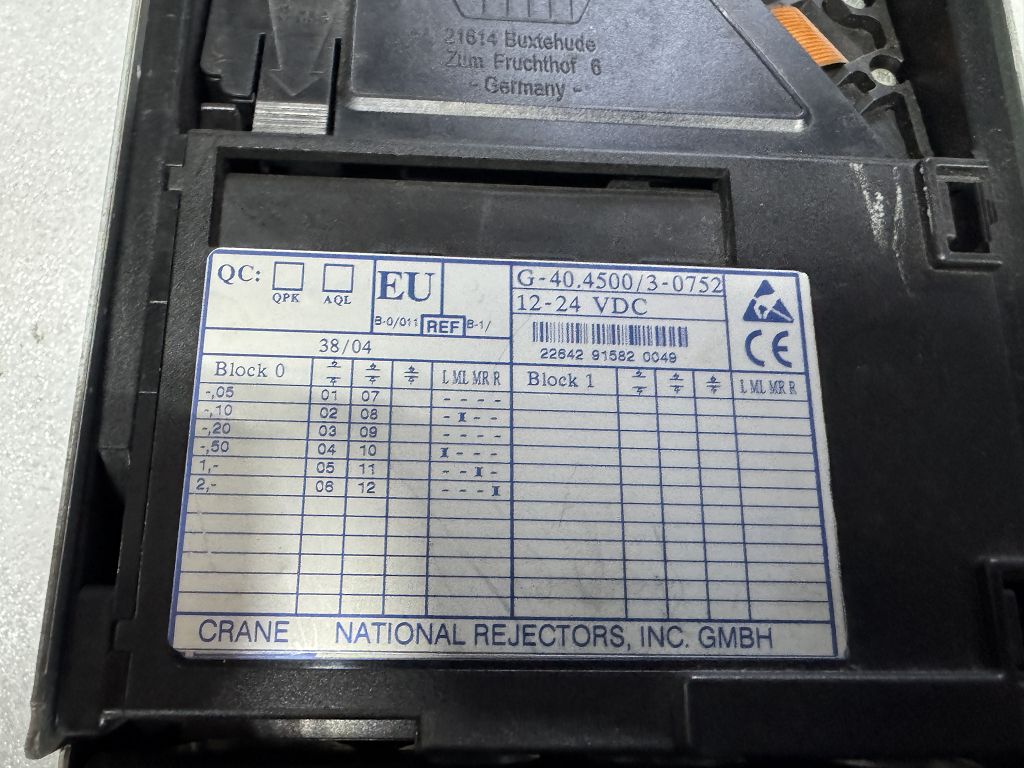 21614 Buxtehude
Zum Fruchthof 6
- Germany -
QC: QPK AQL
EU
B-0/011 REF B-1/
G-40.4500/3-0752
12-24 VDC
38/04
22642 91582 0049
CE
Block 0 L ML MR R Block 1 L ML MR R
-,05 01 07 - - - -
-,10 02 08 - I - -
-,20 03 09 - - - -
-,50 04 10 I - - -
1,- 05 11 - - I -
2,- 06 12 - - - I
CRANE NATIONAL REJECTORS, INC. GMBH